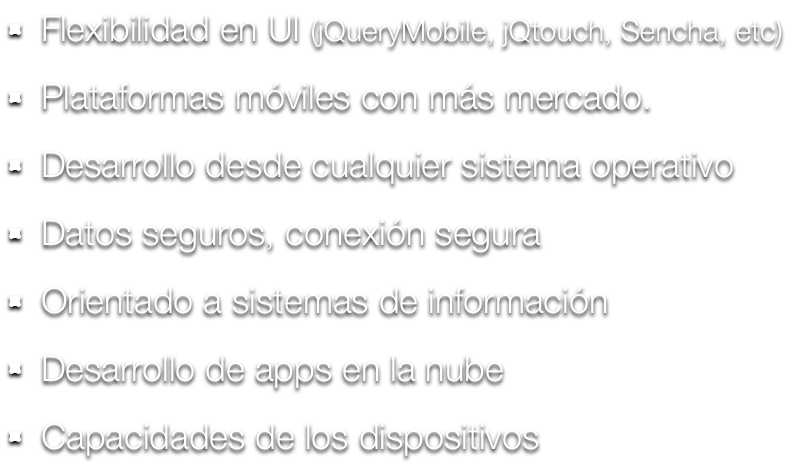 Flexibilidad en UI (jQueryMobile, jQtouch, Sencha, etc)
Plataformas móviles con más mercado.
Desarrollo desde cualquier sistema operativo
Datos seguros, conexión segura
Orientado a sistemas de información
Desarrollo de apps en la nube
Capacidades de los dispositivos